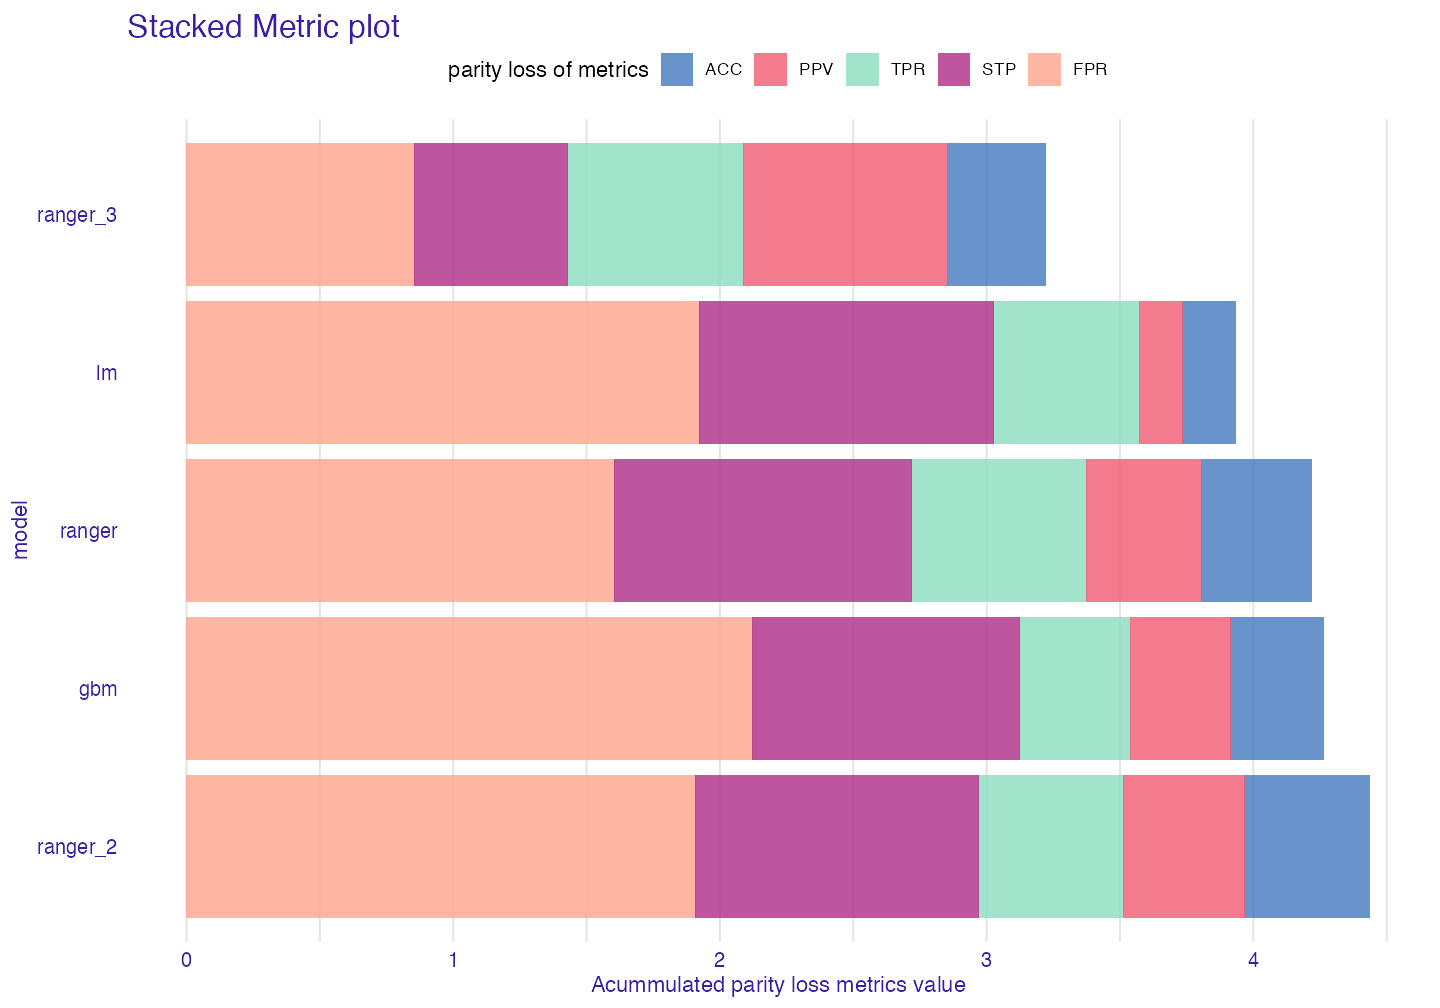 Stacked Metric plot
parity loss of metrics ACC PPV TPR STP FPR
ranger_3
lm
ranger
gbm
ranger_2
model
0 1 2 3 4
Acummulated parity loss metrics value